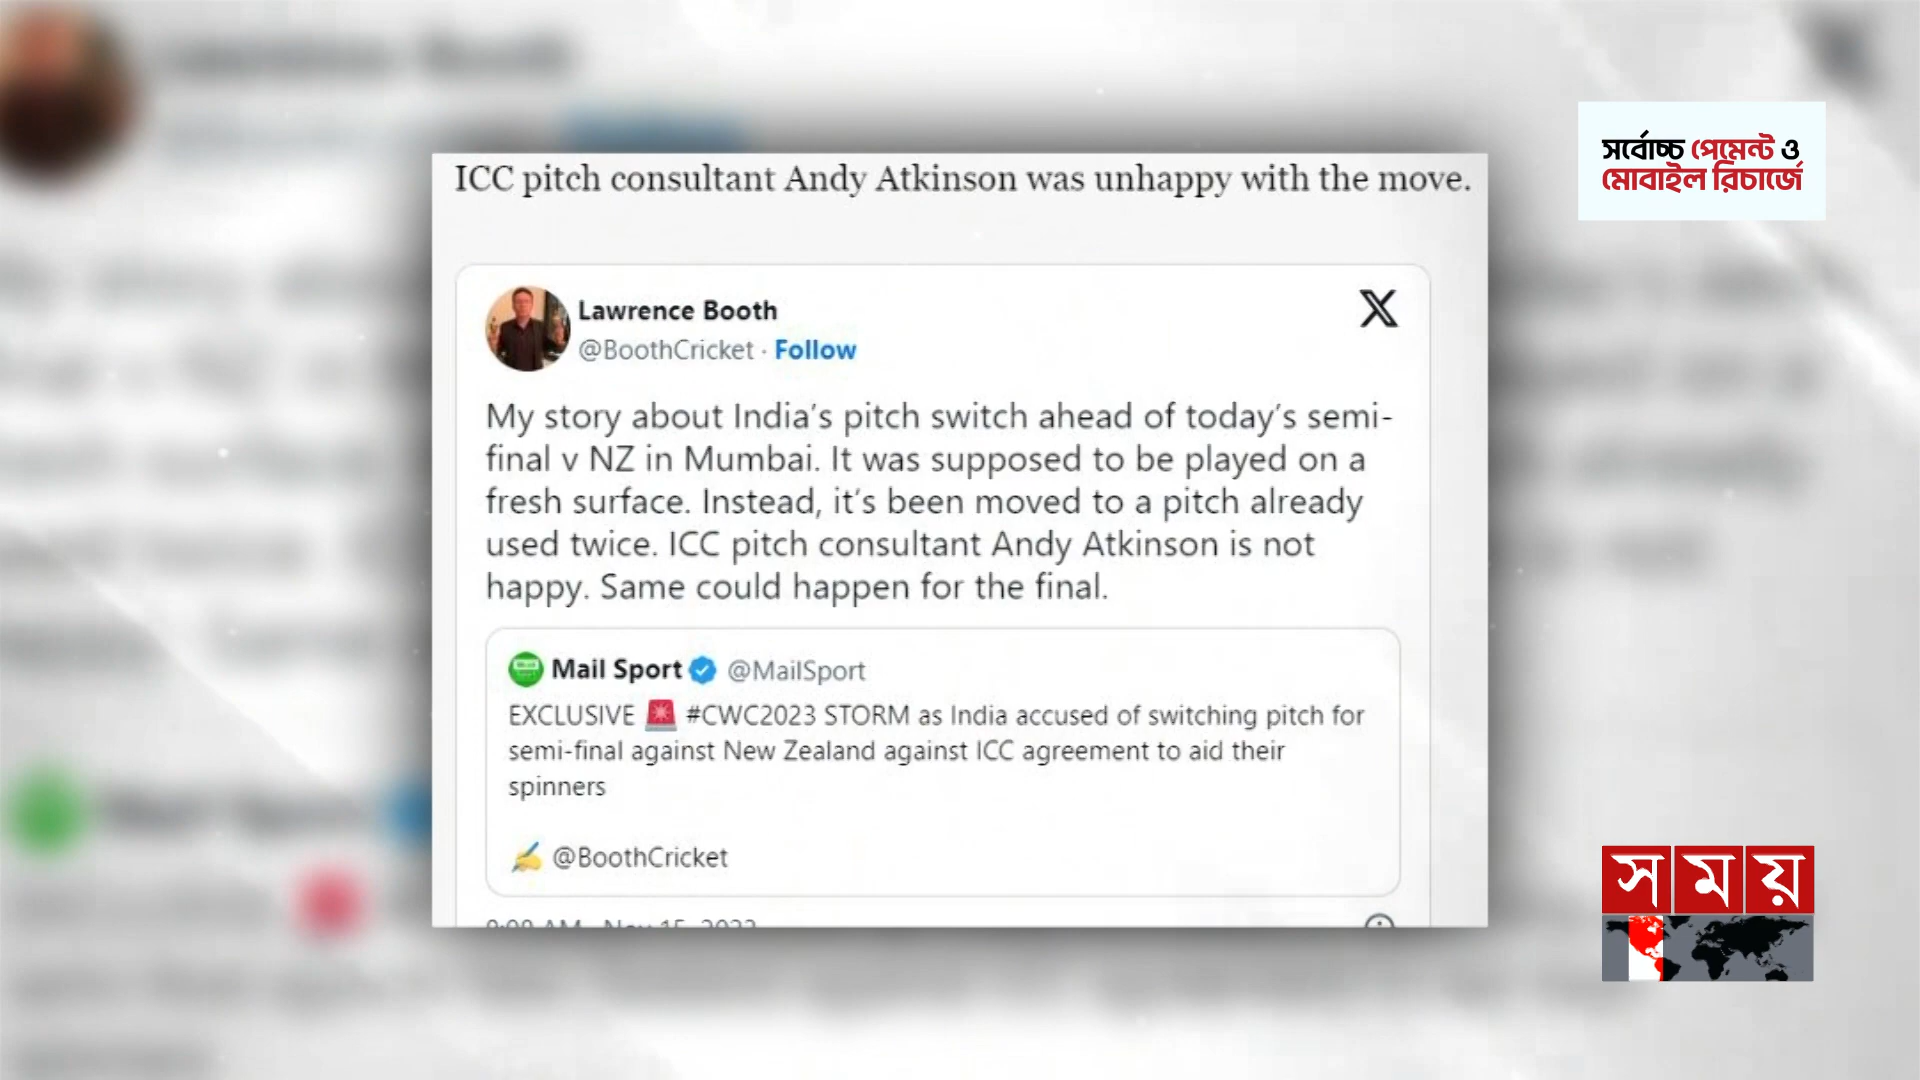 ICC pitch consultant Andy Atkinson was unhappy with the move.
সর্বোচ্চ পেমেন্ট ও
মোবাইল রিচার্জে
Lawrence Booth
@BoothCricket · Follow
My story about India's pitch switch ahead of today's semi-
final v NZ in Mumbai. It was supposed to be played on a
fresh surface. Instead, it's been moved to a pitch already
used twice. ICC pitch consultant Andy Atkinson is not
happy. Same could happen for the final.
Mail Sport @MailSport
EXCLUSIVE 🚨 #CWC2023 STORM as India accused of switching pitch for
semi-final against New Zealand against ICC agreement to aid their
spinners
✍️ @BoothCricket
সময়